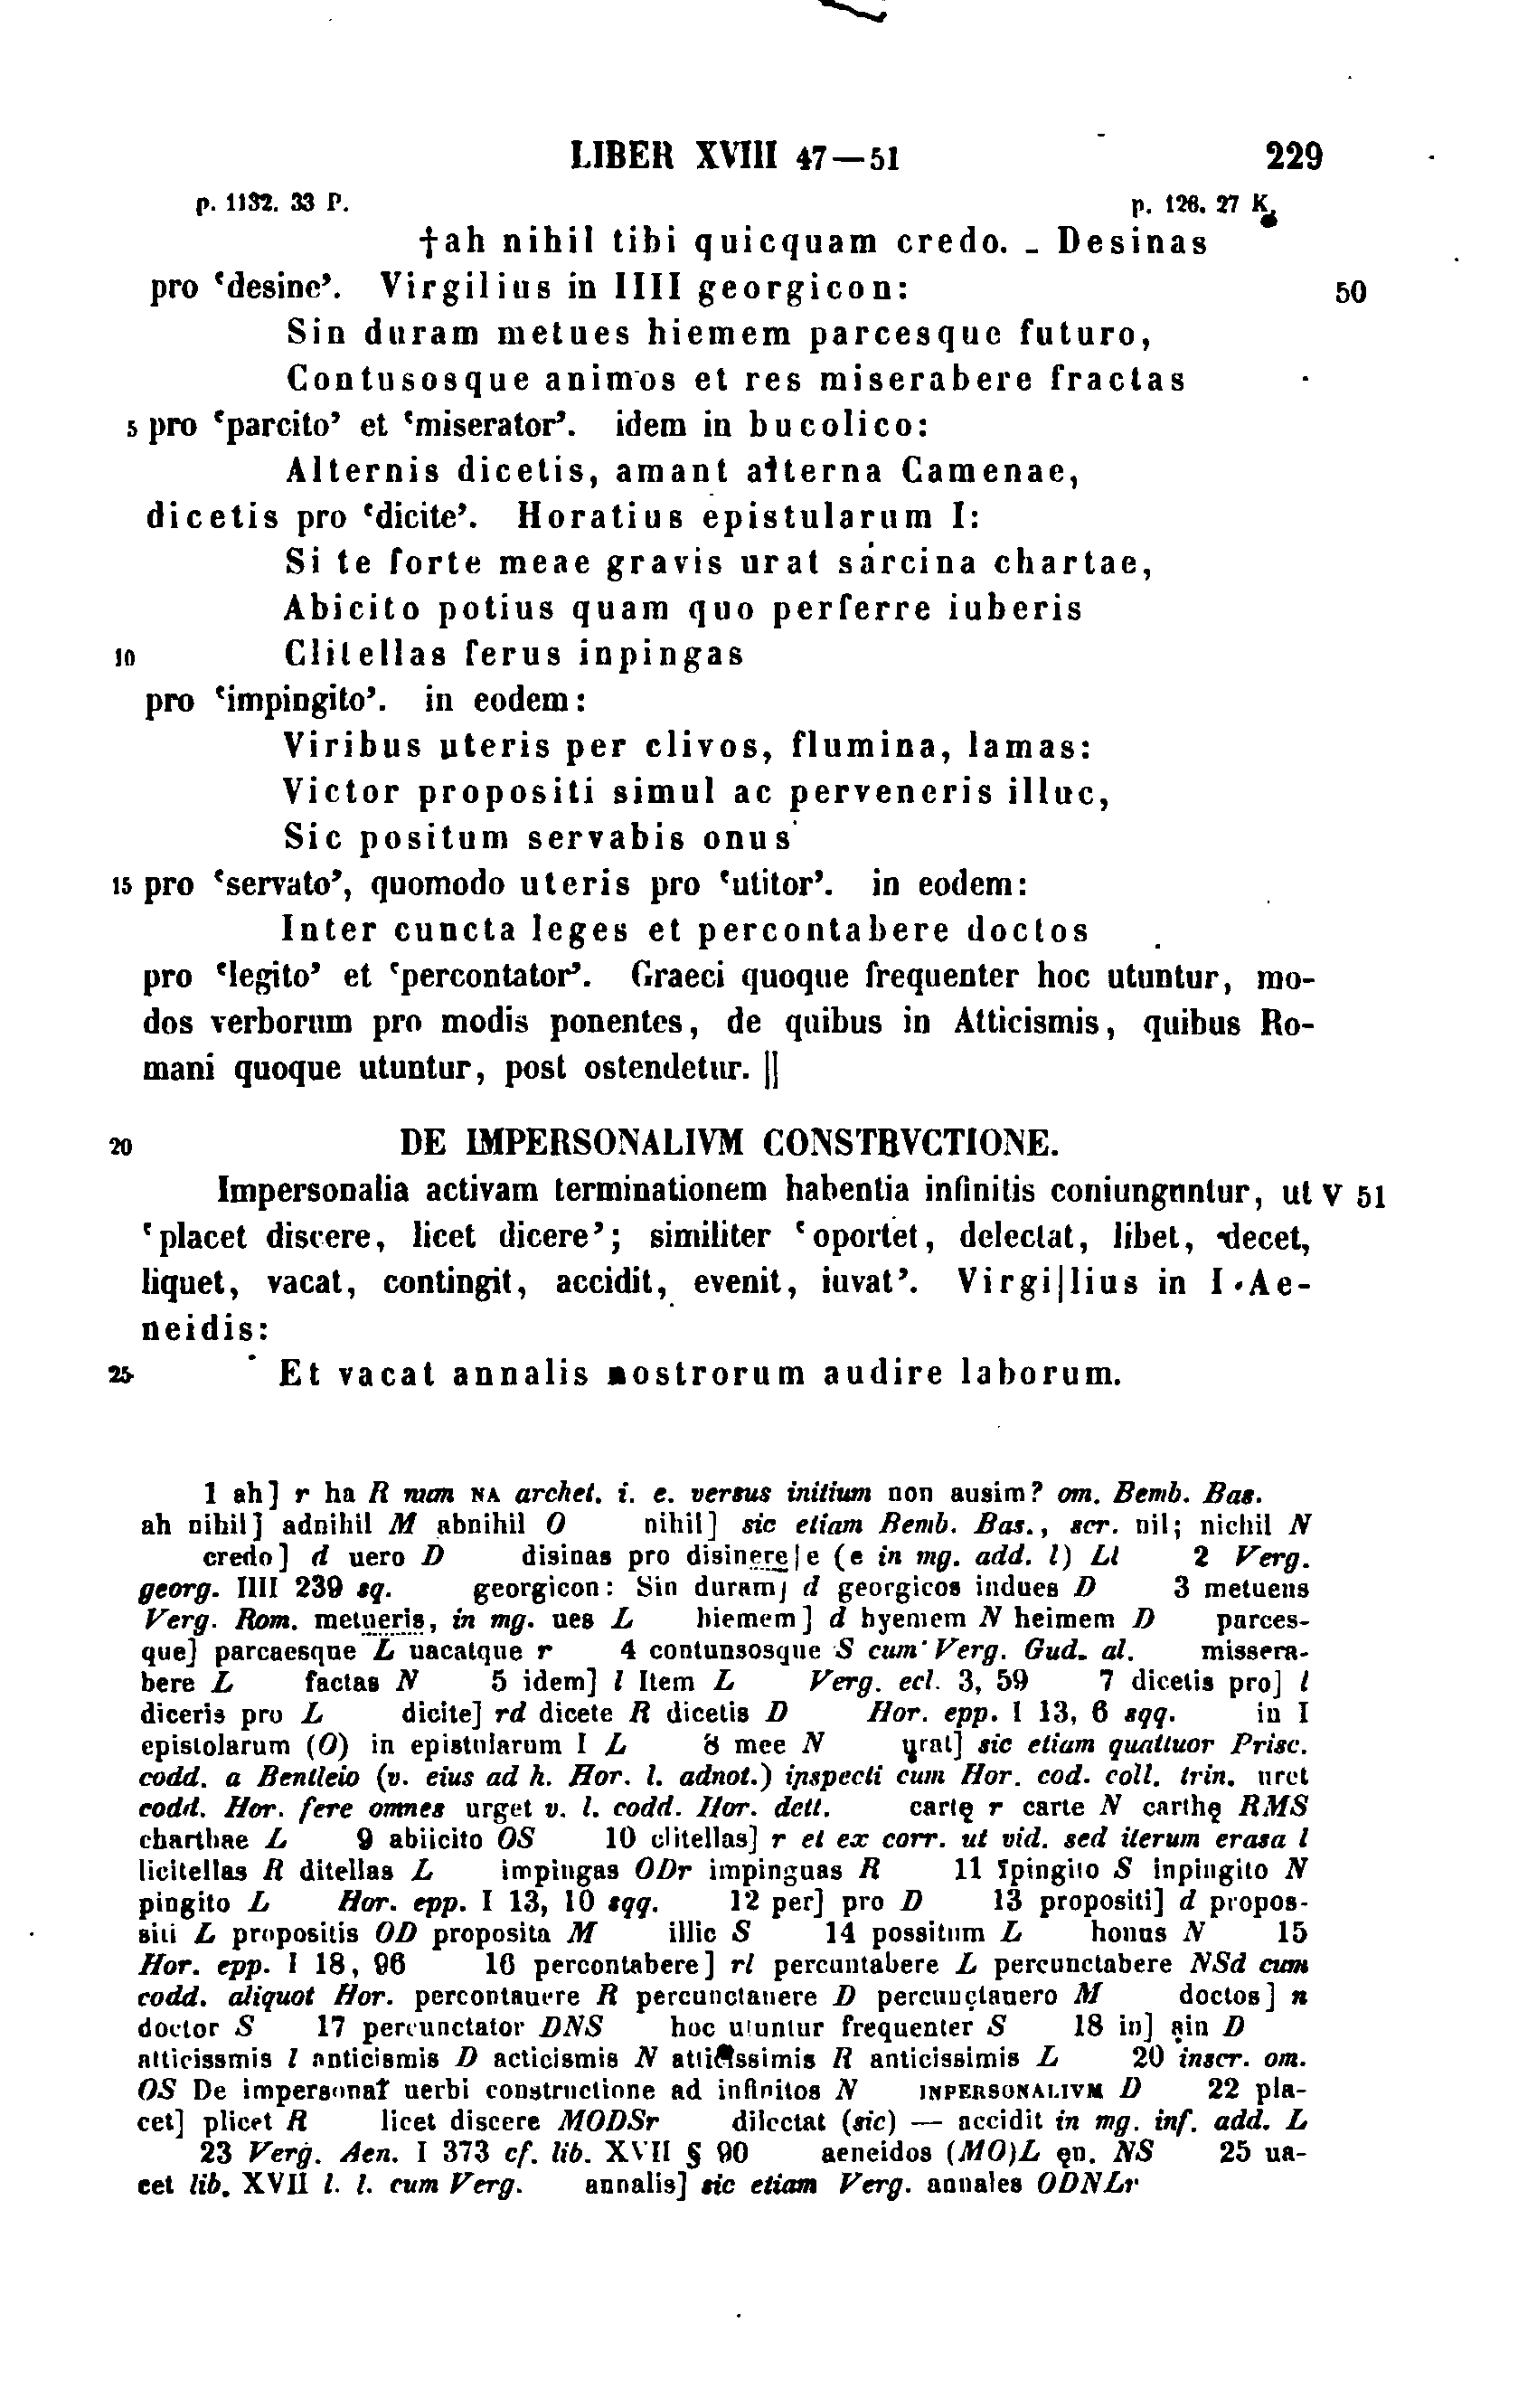 LIBER XVIII 47—51 229
p. 1132. 33 P. p. 126. 27 K.
†ah nihil tibi quicquam credo. _ Desinas
pro ‘desine’. Virgilius in IIII georgicon: 50
Sin duram metues hiemem parcesque futuro,
Contusosque animos et res miserabere fractas
5 pro ‘parcito’ et ‘miserator’. idem in bucolico:
Alternis dicetis, amant alterna Camenae,
dicetis pro ‘dicite’. Horatius epistularum I:
Si te forte meae gravis urat sarcina chartae,
Abicito potius quam quo perferre iuberis
10 Clitellas ferus inpingas
pro ‘impingito’. in eodem:
Viribus uteris per clivos, flumina, lamas:
Victor propositi simul ac perveneris illuc,
Sic positum servabis onus
15 pro ‘servato’, quomodo uteris pro ‘utitor’. in eodem:
Inter cuncta leges et percontabere doctos
pro ‘legito’ et ‘percontator’. Graeci quoque frequenter hoc utuntur, mo-
dos verborum pro modis ponentes, de quibus in Atticismis, quibus Ro-
mani quoque utuntur, post ostendetur. ||
20 DE IMPERSONALIVM CONSTRVCTIONE.
Impersonalia activam terminationem habentia infinitis coniunguntur, ut V 51
‘placet discere, licet dicere’; similiter ‘oportet, delectat, libet, decet,
liquet, vacat, contingit, accidit, evenit, iuvat’. Virgi|lius in I Ae-
neidis:
25 Et vacat annalis nostrorum audire laborum.
1 ah] r ha R num NA archet. i. e. versus initium non ausim? om. Bemb. Bas.
ah nihil] adnihil M abnihil O nihil] sic etiam Bemb. Bas., scr. nil; nichil N
credo] d uero D disinas pro disinere|e (e in mg. add. l) Ll 2 Verg.
georg. IIII 239 sq. georgicon: Sin duram] d georgicos indues D 3 metuens
Verg. Rom. metueris, in mg. ues L hiemem] d hyemem N heimem D parces-
que] parcaesque L uacatque r 4 contunsosque S cum Verg. Gud. al. missera-
bere L factas N 5 idem] l Item L Verg. ecl. 3, 59 7 dicetis pro] l
diceris pro L dicite] rd dicete R dicetis D Hor. epp. I 13, 6 sqq. in I
epistolarum (O) in epistularum I L 8 mee N urat] sic etiam quattuor Prisc.
codd. a Bentleio (v. eius ad h. Hor. l. adnot.) inspecti cum Hor. cod. coll. trin. uret
codd. Hor. fere omnes urget v. l. codd. Hor. dett. cartę r carte N carthę RMS
charthae L 9 abiicito OS 10 clitellas] r et ex corr. ut vid. sed iterum erasa l
licitellas R ditellas L impingas ODr impinguas R 11 īpingito S inpingito N
pingito L Hor. epp. I 13, 10 sqq. 12 per] pro D 13 propositi] d propos-
siti L propositis OD proposita M illic S 14 possitum L honus N 15
Hor. epp. I 18, 96 16 percontabere] rl percuntabere L percunctabere NSd cum
codd. aliquot Hor. percontauere R percunctauere D percuuctauero M doctos] n
doctor S 17 percunctator DNS hoc utuntur frequenter S 18 in] ain D
atticissmis l anticismis D acticismis N R anticissimis L 20 inscr. om.
OS De impersonal uerbi constructione ad infinitos N INPERSONALIVM D 22 pla-
cet] plicet R licet discere MODSr dilectat (sic) — accidit in mg. inf. add. L
23 Verg. Aen. I 373 cf. lib. XVII § 90 aeneidos (MO)L ęn. NS 25 ua-
cet lib. XVII l. l. cum Verg. annalis] sic etiam Verg. annales ODNLr